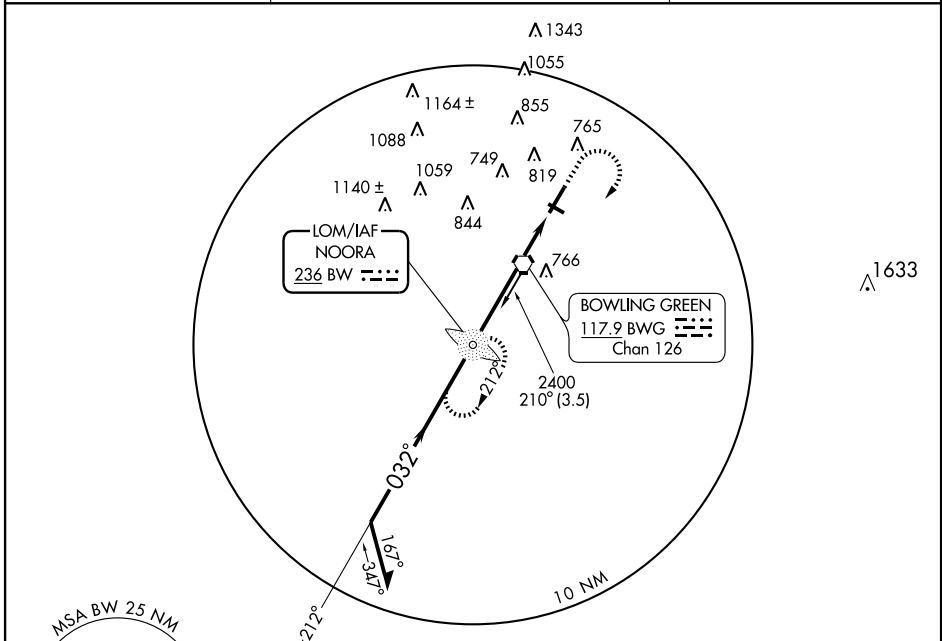 1343
1055
1164 ±
855
765
1088
749
819
1059
1140 ±
844
LOM/IAF
NOORA
236 BW
766
1633
BOWLING GREEN
117.9 BWG
Chan 126
2400
210° (3.5)
212°
032°
167°
347°
212°
10 NM
MSA BW 25 NM